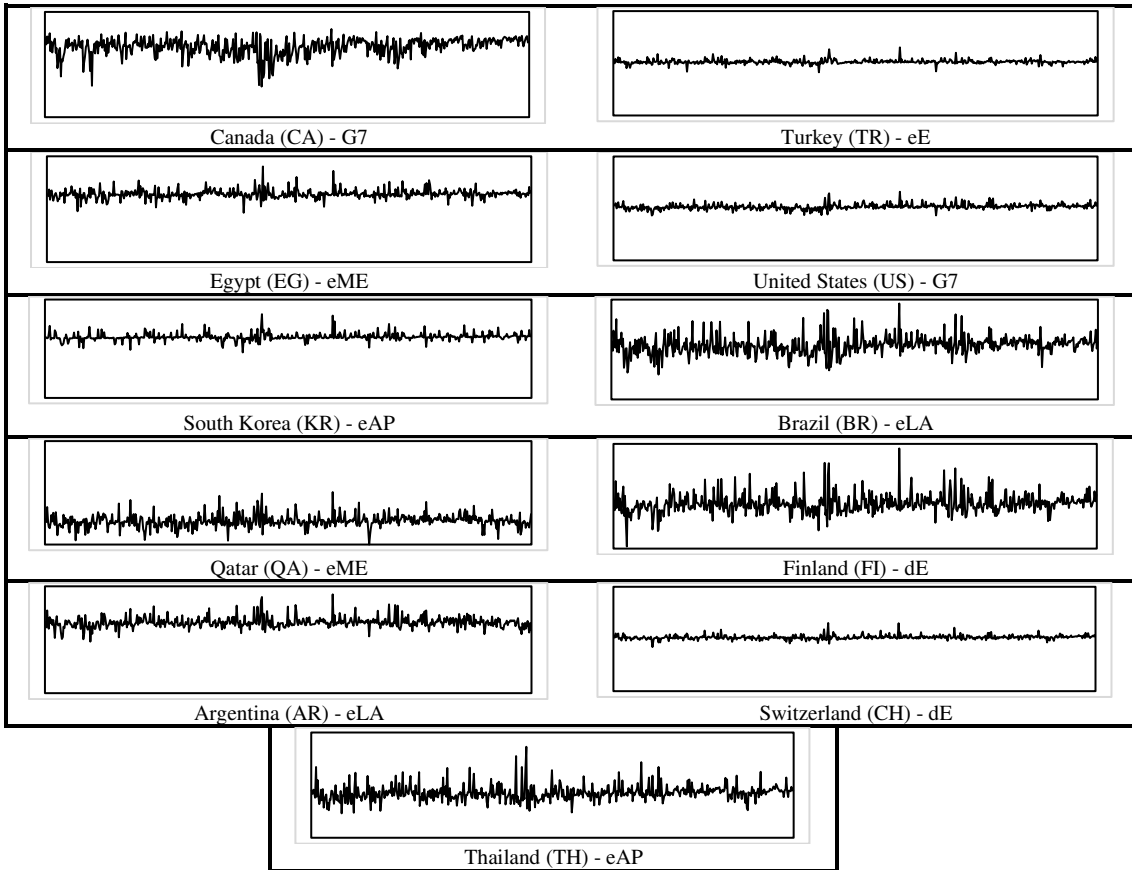 Canada (CA) - G7
Turkey (TR) - eE
Egypt (EG) - eME
United States (US) - G7
South Korea (KR) - eAP
Brazil (BR) - eLA
Qatar (QA) - eME
Finland (FI) - dE
Argentina (AR) - eLA
Switzerland (CH) - dE
Thailand (TH) - eAP